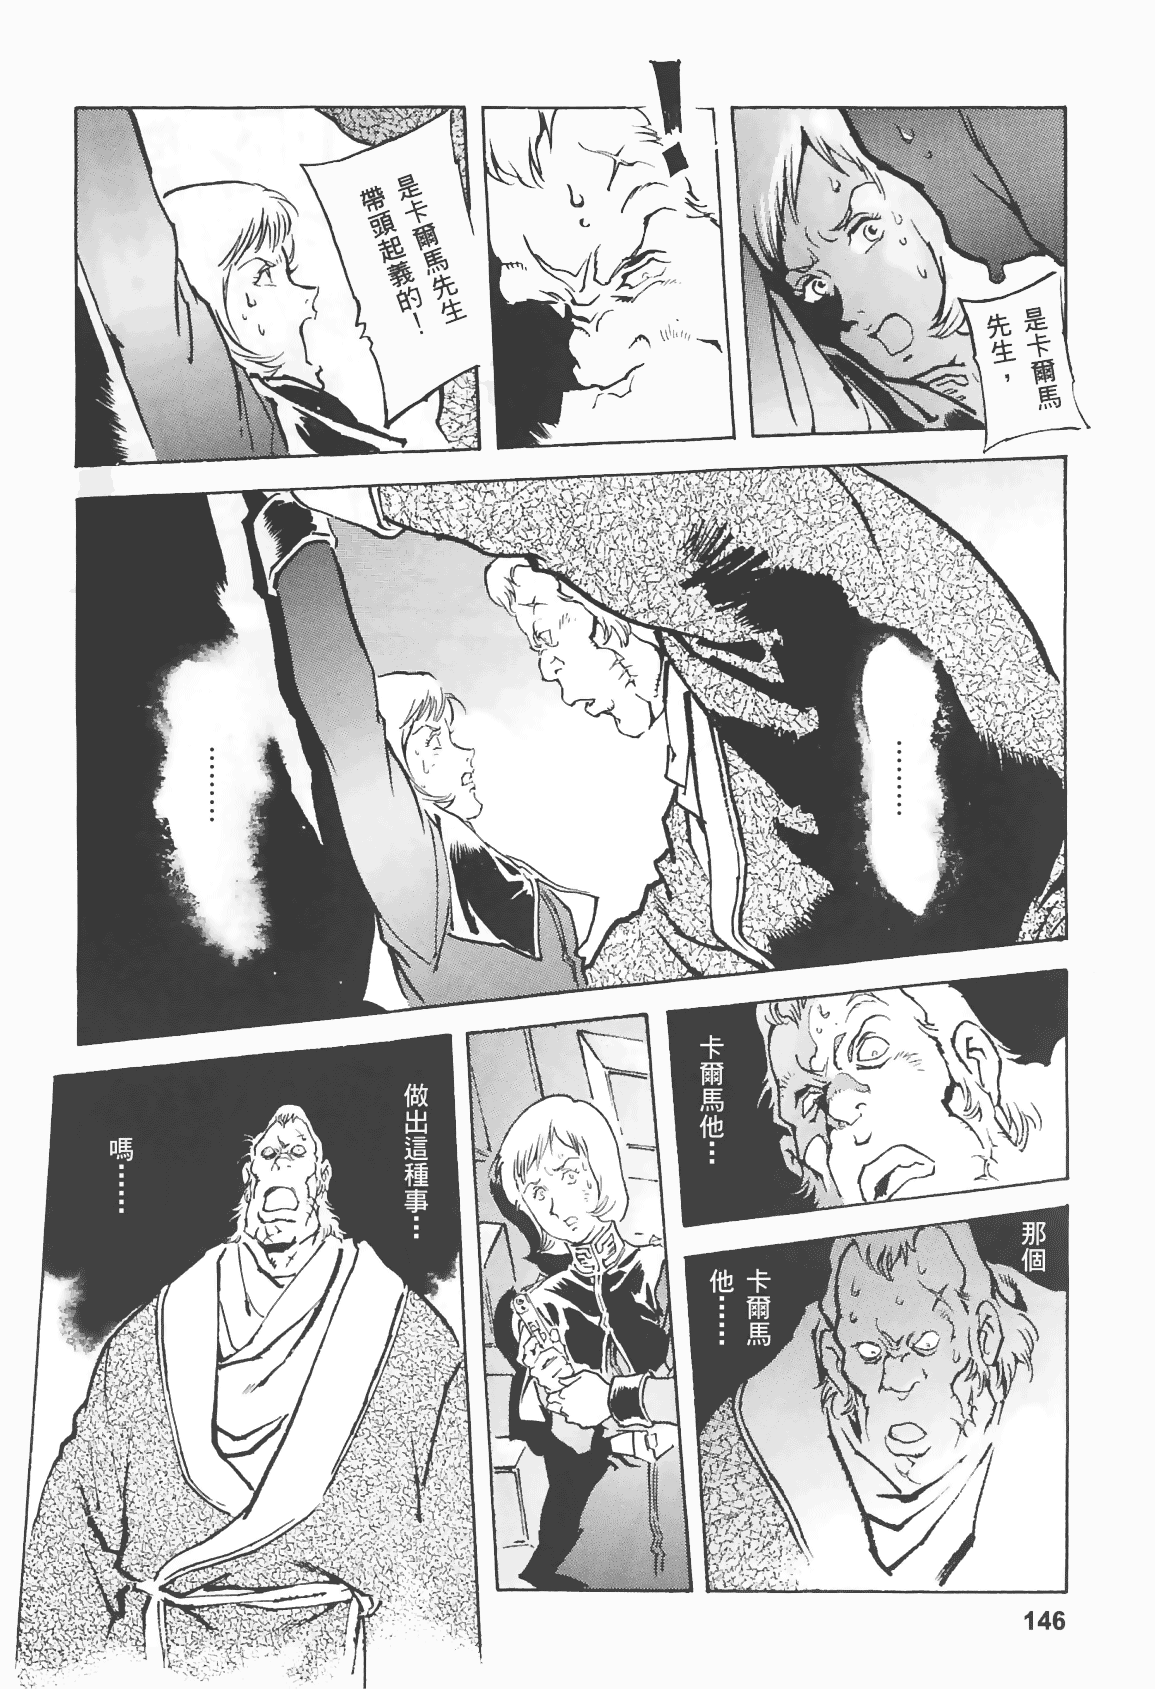 是卡爾馬
先生，
！
是卡爾馬先生
帶頭起義的！
………
………
卡爾馬他…
那個
卡爾馬
他……
做出這種事…
嗎……
146